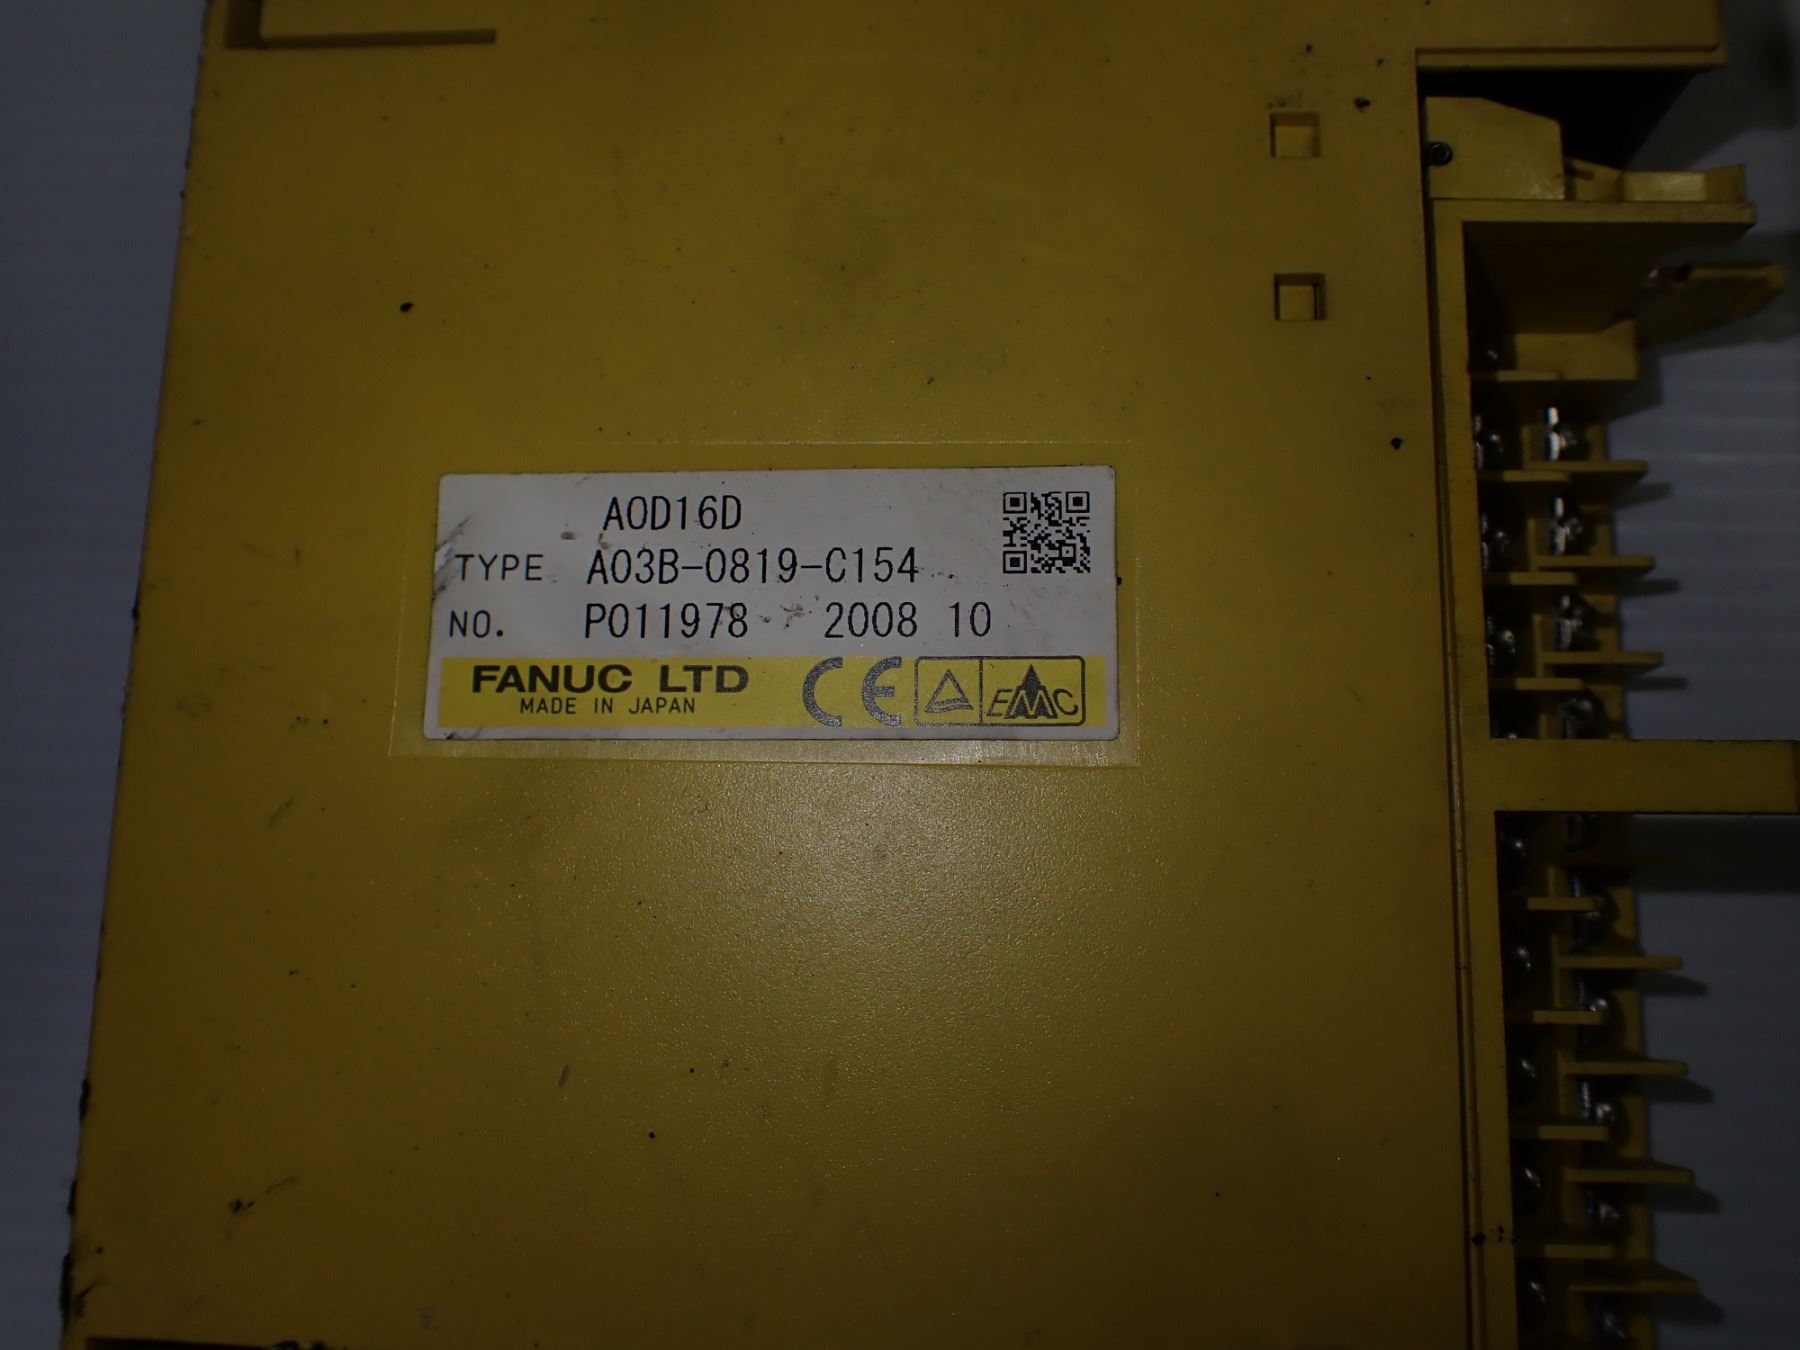 AOD16D
TYPE A03B-0819-C154
NO. P011978 2008 10
FANUC LTD CE EMC
MADE IN JAPAN